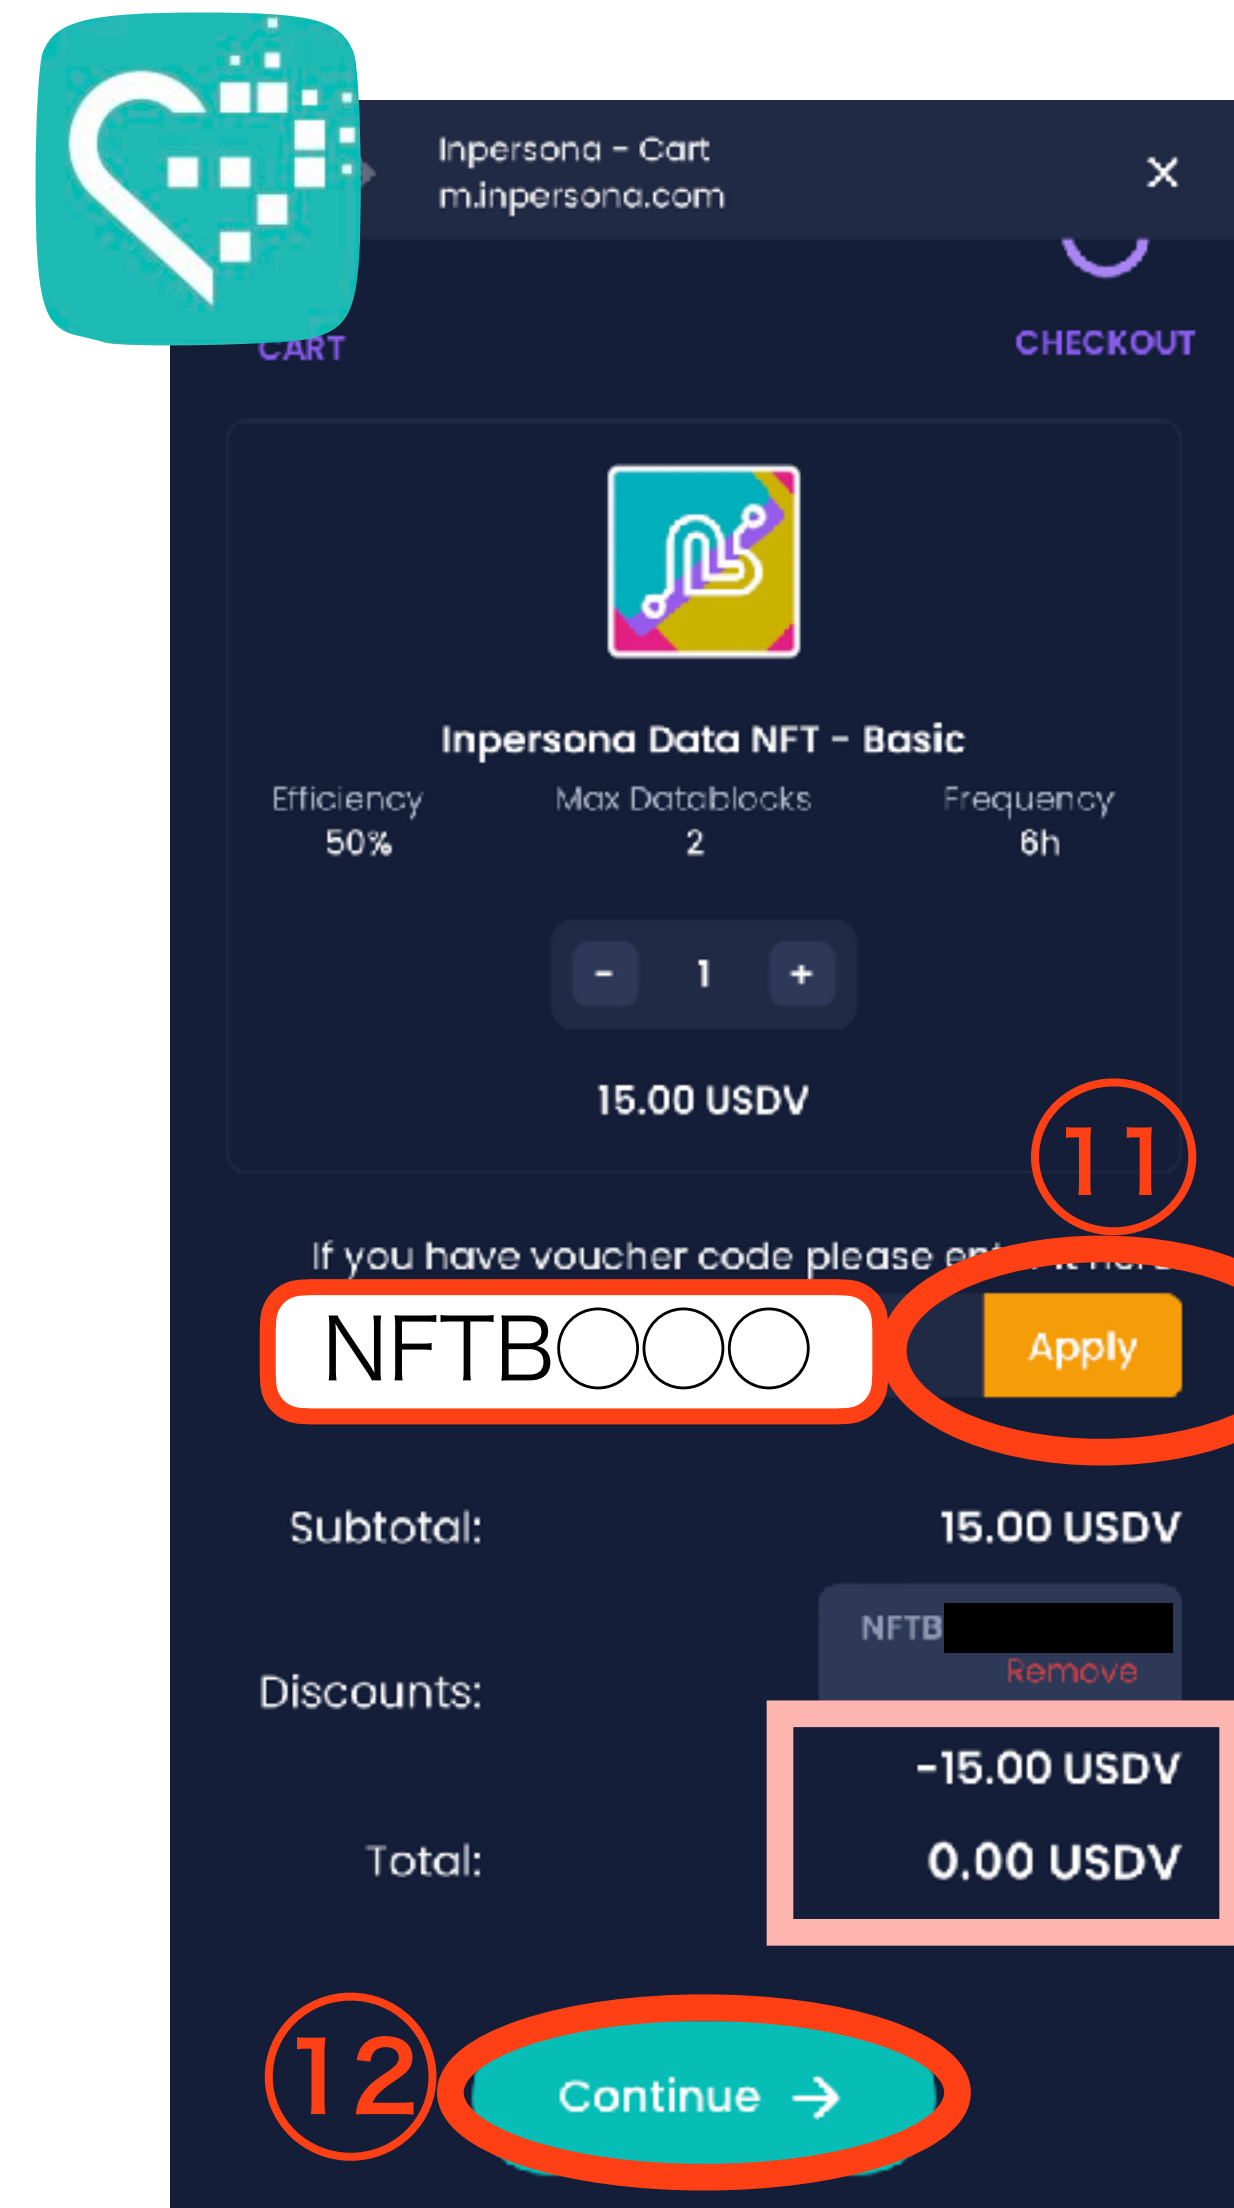 Inpersona - Cart
m.inpersona.com
CART
CHECKOUT
Inpersona Data NFT - Basic
Efficiency Max Datablocks Frequency
50% 2 6h
- 1 +
15.00 USDV
⑪
If you have voucher code please
NFTB◯◯◯
Apply
Subtotal: 15.00 USDV
NFTB
Remove
Discounts:
-15.00 USDV
Total: 0.00 USDV
⑫
Continue →